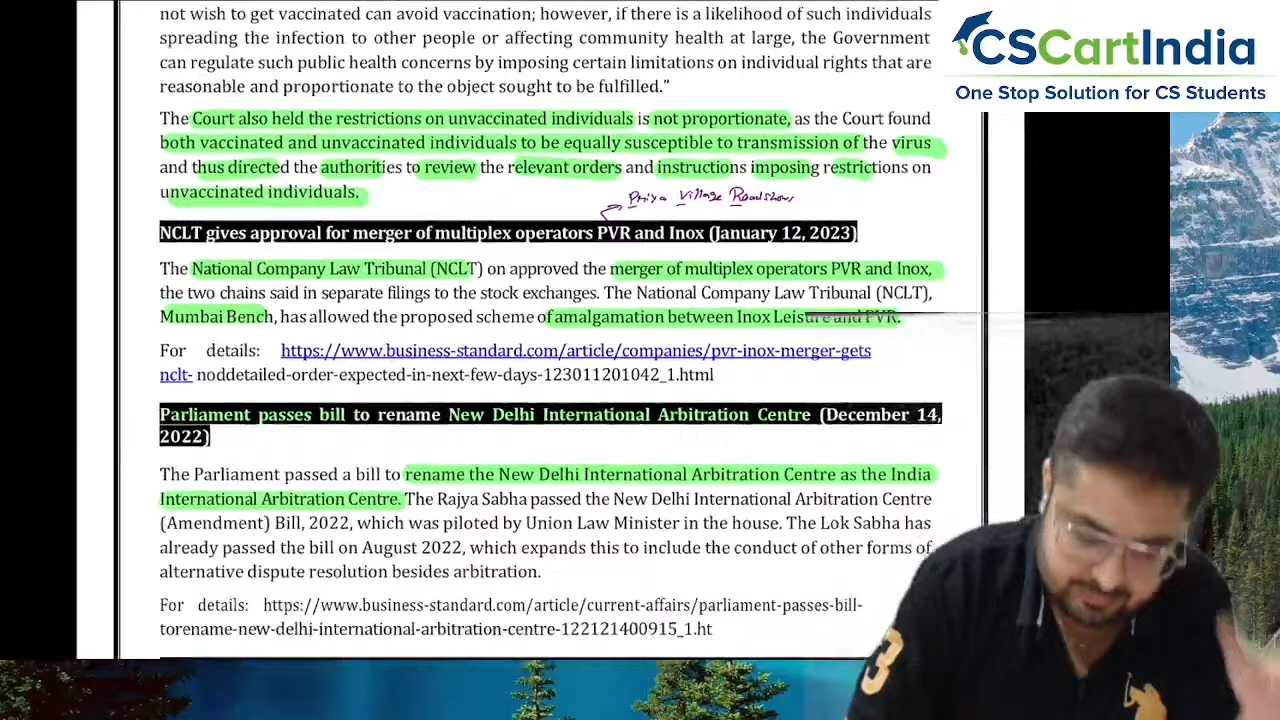 not wish to get vaccinated can avoid vaccination; however, if there is a likelihood of such individuals
spreading the infection to other people or affecting community health at large, the Government
can regulate such public health concerns by imposing certain limitations on individual rights that are
reasonable and proportionate to the object sought to be fulfilled.”
CSCartIndia
One Stop Solution for CS Students
The Court also held the restrictions on unvaccinated individuals is not proportionate, as the Court found
both vaccinated and unvaccinated individuals to be equally susceptible to transmission of the virus
and thus directed the authorities to review the relevant orders and instructions imposing restrictions on
unvaccinated individuals.
Priya Village Roadshow
NCLT gives approval for merger of multiplex operators PVR and Inox (January 12, 2023)
The National Company Law Tribunal (NCLT) on approved the merger of multiplex operators PVR and Inox,
the two chains said in separate filings to the stock exchanges. The National Company Law Tribunal (NCLT),
Mumbai Bench, has allowed the proposed scheme of amalgamation between Inox Leisure and PVR.
For details: https://www.business-standard.com/article/companies/pvr-inox-merger-gets
nclt- noddetailed-order-expected-in-next-few-days-123011201042_1.html
Parliament passes bill to rename New Delhi International Arbitration Centre (December 14,
2022)
The Parliament passed a bill to rename the New Delhi International Arbitration Centre as the India
International Arbitration Centre. The Rajya Sabha passed the New Delhi International Arbitration Centre
(Amendment) Bill, 2022, which was piloted by Union Law Minister in the house. The Lok Sabha has
already passed the bill on August 2022, which expands this to include the conduct of other forms of
alternative dispute resolution besides arbitration.
For details: https://www.business-standard.com/article/current-affairs/parliament-passes-bill-
torename-new-delhi-international-arbitration-centre-122121400915_1.ht
3